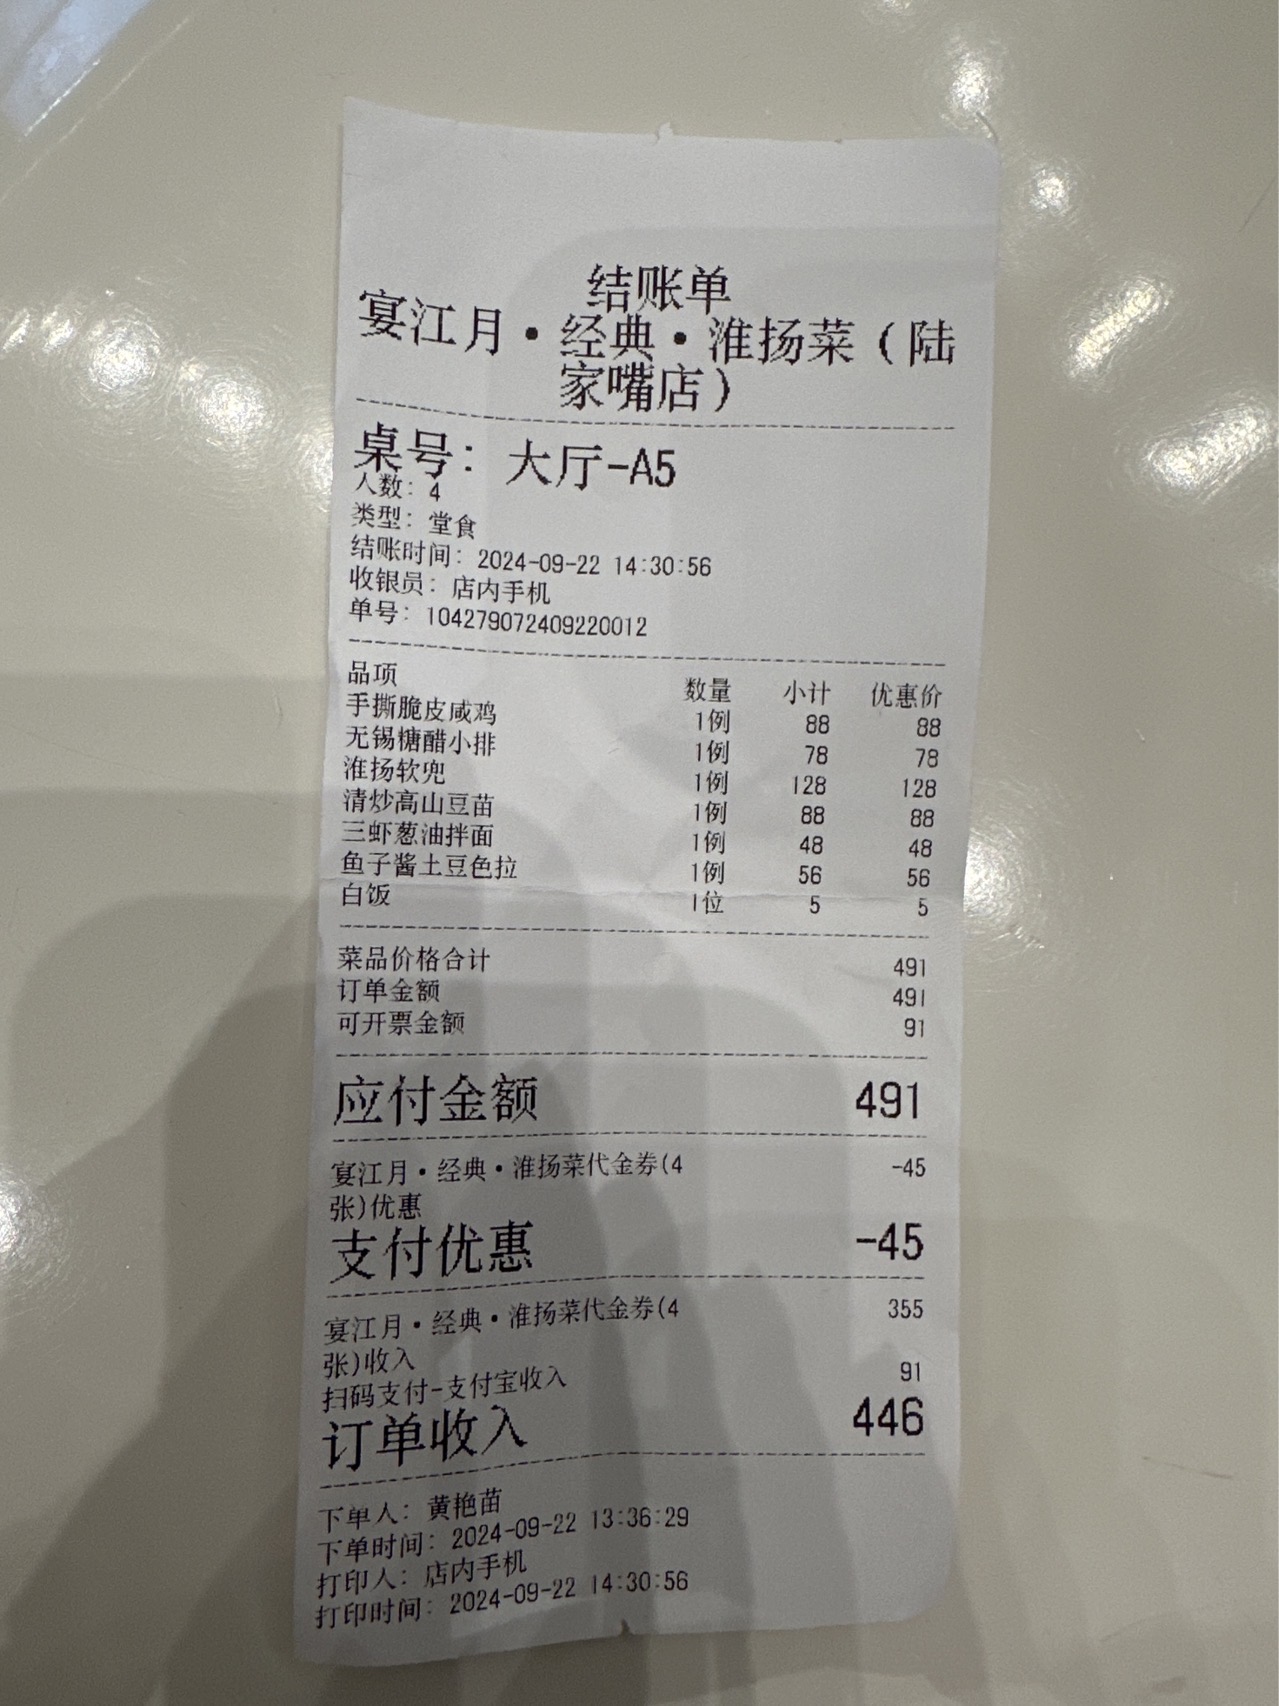 结账单
宴江月·经典·淮扬菜（陆
家嘴店）
桌号：大厅-A5
人数：4
类型：堂食
结账时间：2024-09-22 14:30:56
收银员：店内手机
单号：104279072409220012
品项 数量 小计 优惠价
手撕脆皮咸鸡 1例 88 88
无锡糖醋小排 1例 78 78
淮扬软兜 1例 128 128
清炒高山豆苗 1例 88 88
三虾葱油拌面 1例 48 48
鱼子酱土豆色拉 1例 56 56
白饭 1位 5 5
菜品价格合计 491
订单金额 491
可开票金额 91
应付金额 491
宴江月·经典·淮扬菜代金券(4 -45
张)优惠
支付优惠 -45
宴江月·经典·淮扬菜代金券(4 355
张)收入
扫码支付-支付宝收入 91
订单收入 446
下单人：黄艳苗
下单时间：2024-09-22 13:36:29
打印人：店内手机
打印时间：2024-09-22 14:30:56